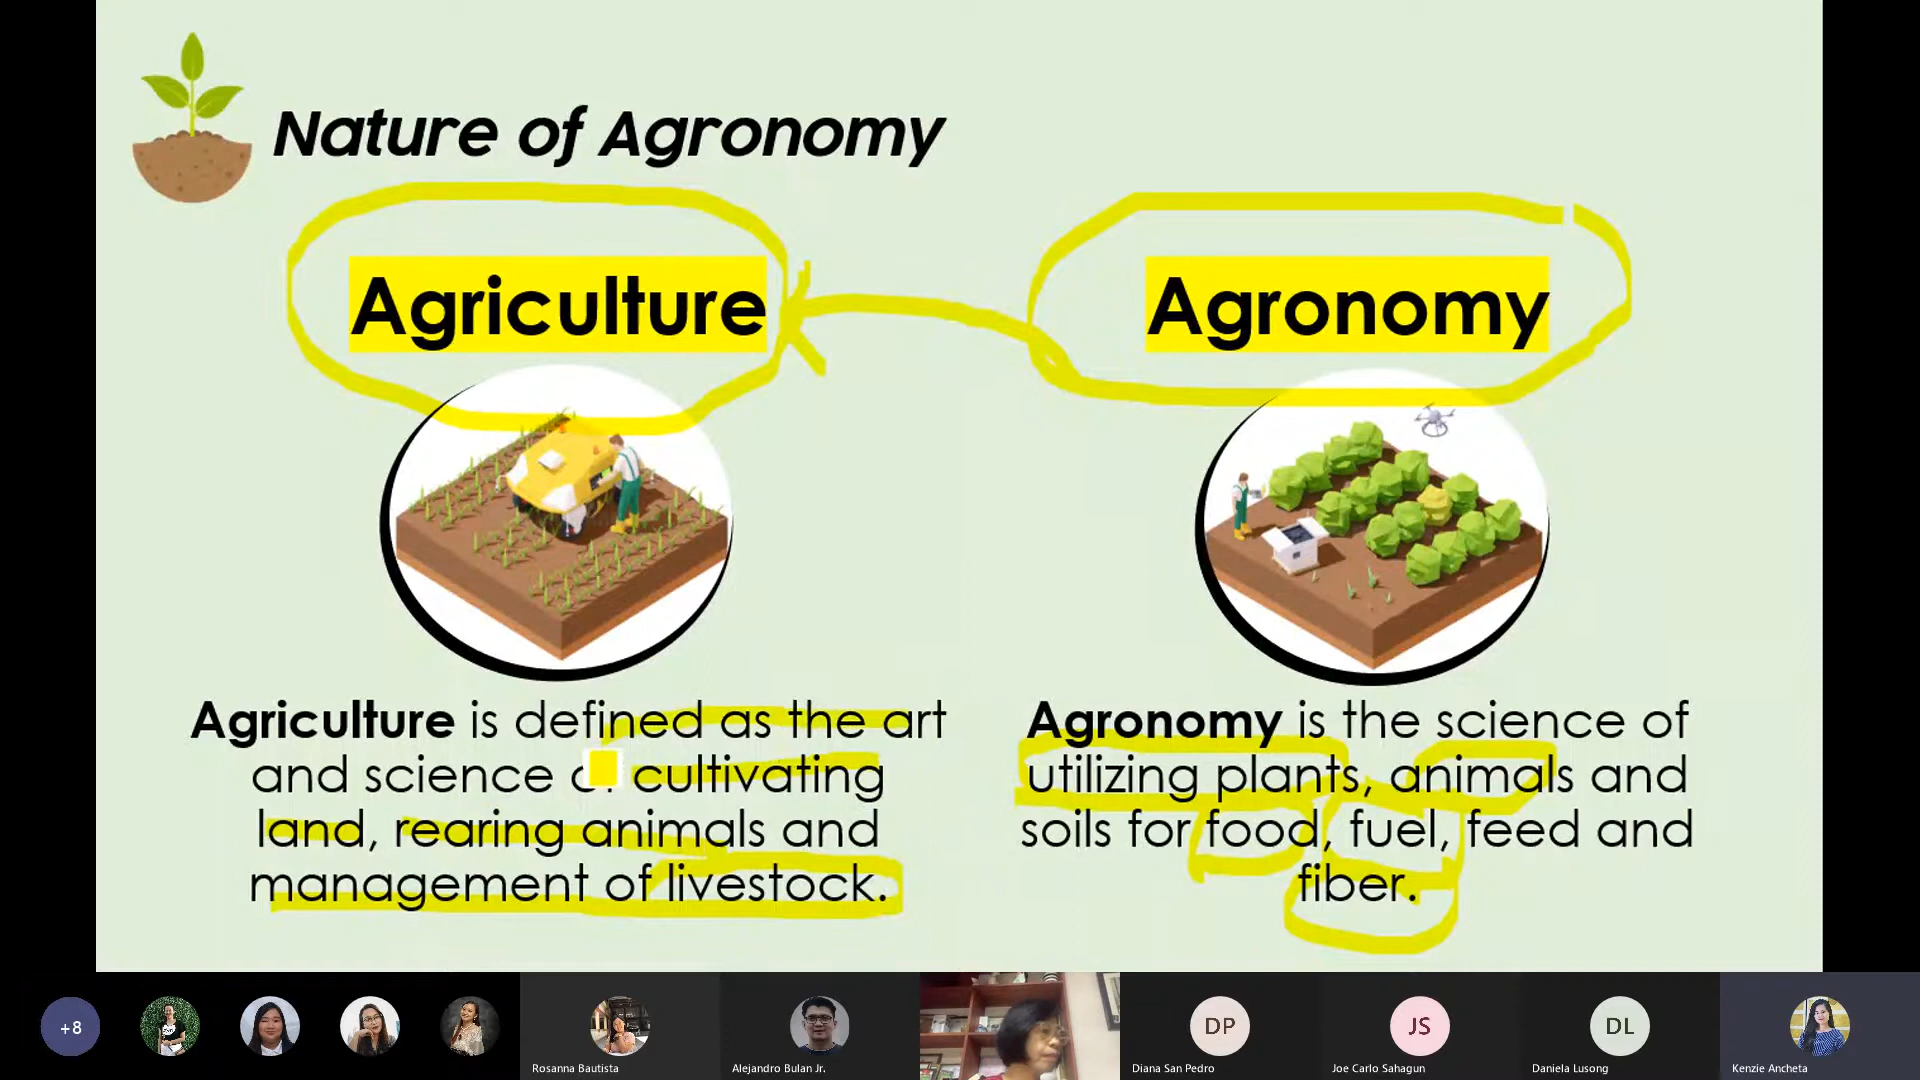 Nature of Agronomy
Agriculture
Agronomy
Agriculture is defined as the art
and science cultivating
land, rearing animals and
management of livestock.
Agronomy is the science of
utilizing plants, animals and
soils for food, fuel, feed and
fiber.
+8
Rosanna Bautista
Alejandro Bulan Jr.
DP
Diana San Pedro
JS
Joe Carlo Sahagun
DL
Daniela Lusong
Kenzie Ancheta